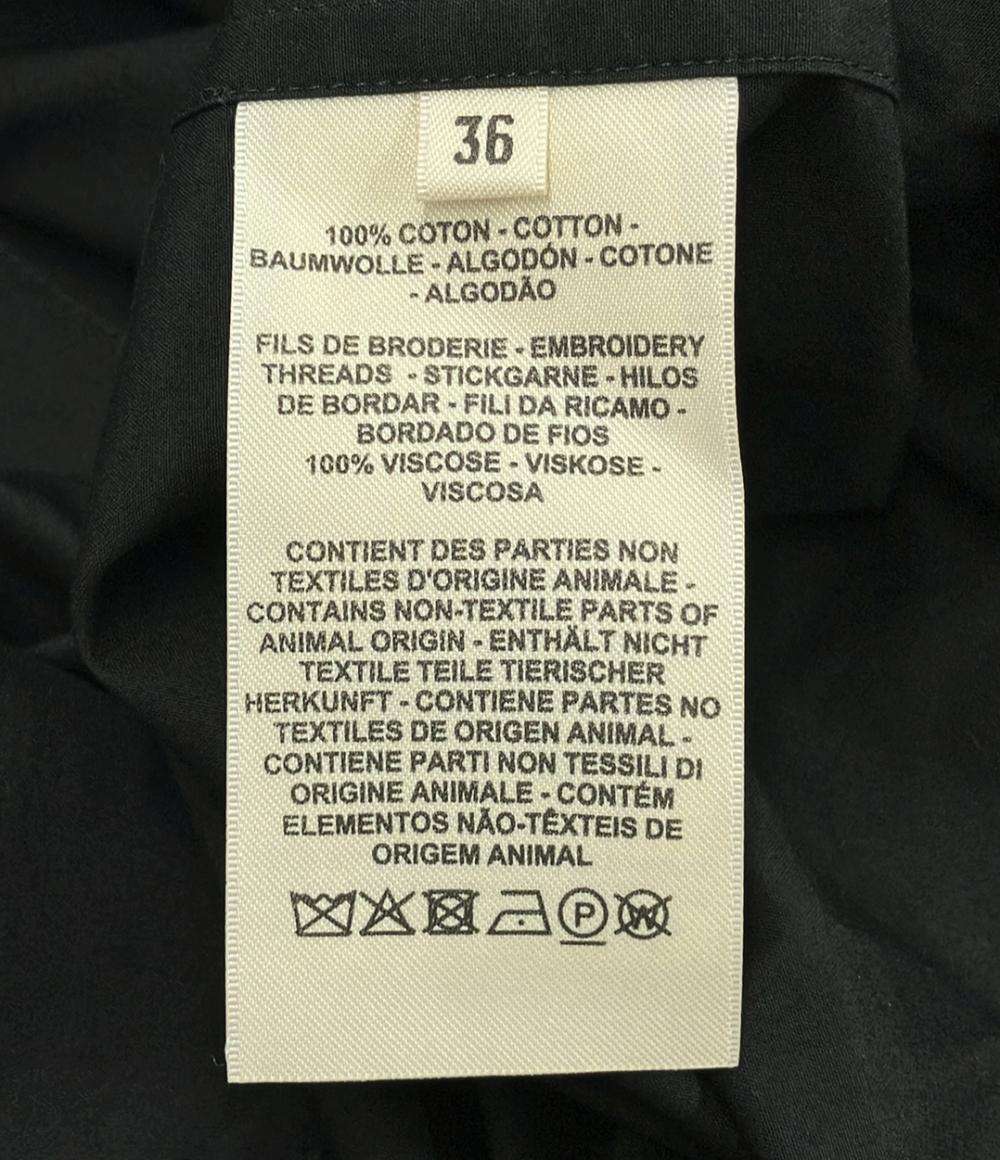 36
100% COTON - COTTON -
BAUMWOLLE - ALGODÓN - COTONE
- ALGODÃO
FILS DE BRODERIE - EMBROIDERY
THREADS - STICKGARNE - HILOS
DE BORDAR - FILI DA RICAMO -
BORDADO DE FIOS
100% VISCOSE - VISKOSE -
VISCOSA
CONTIENT DES PARTIES NON
TEXTILES D'ORIGINE ANIMALE -
CONTAINS NON-TEXTILE PARTS OF
ANIMAL ORIGIN - ENTHÄLT NICHT
TEXTILE TEILE TIERISCHER
HERKUNFT - CONTIENE PARTES NO
TEXTILES DE ORIGEN ANIMAL -
CONTIENE PARTI NON TESSILI DI
ORIGINE ANIMALE - CONTÉM
ELEMENTOS NÃO-TÊXTEIS DE
ORIGEM ANIMAL
P W